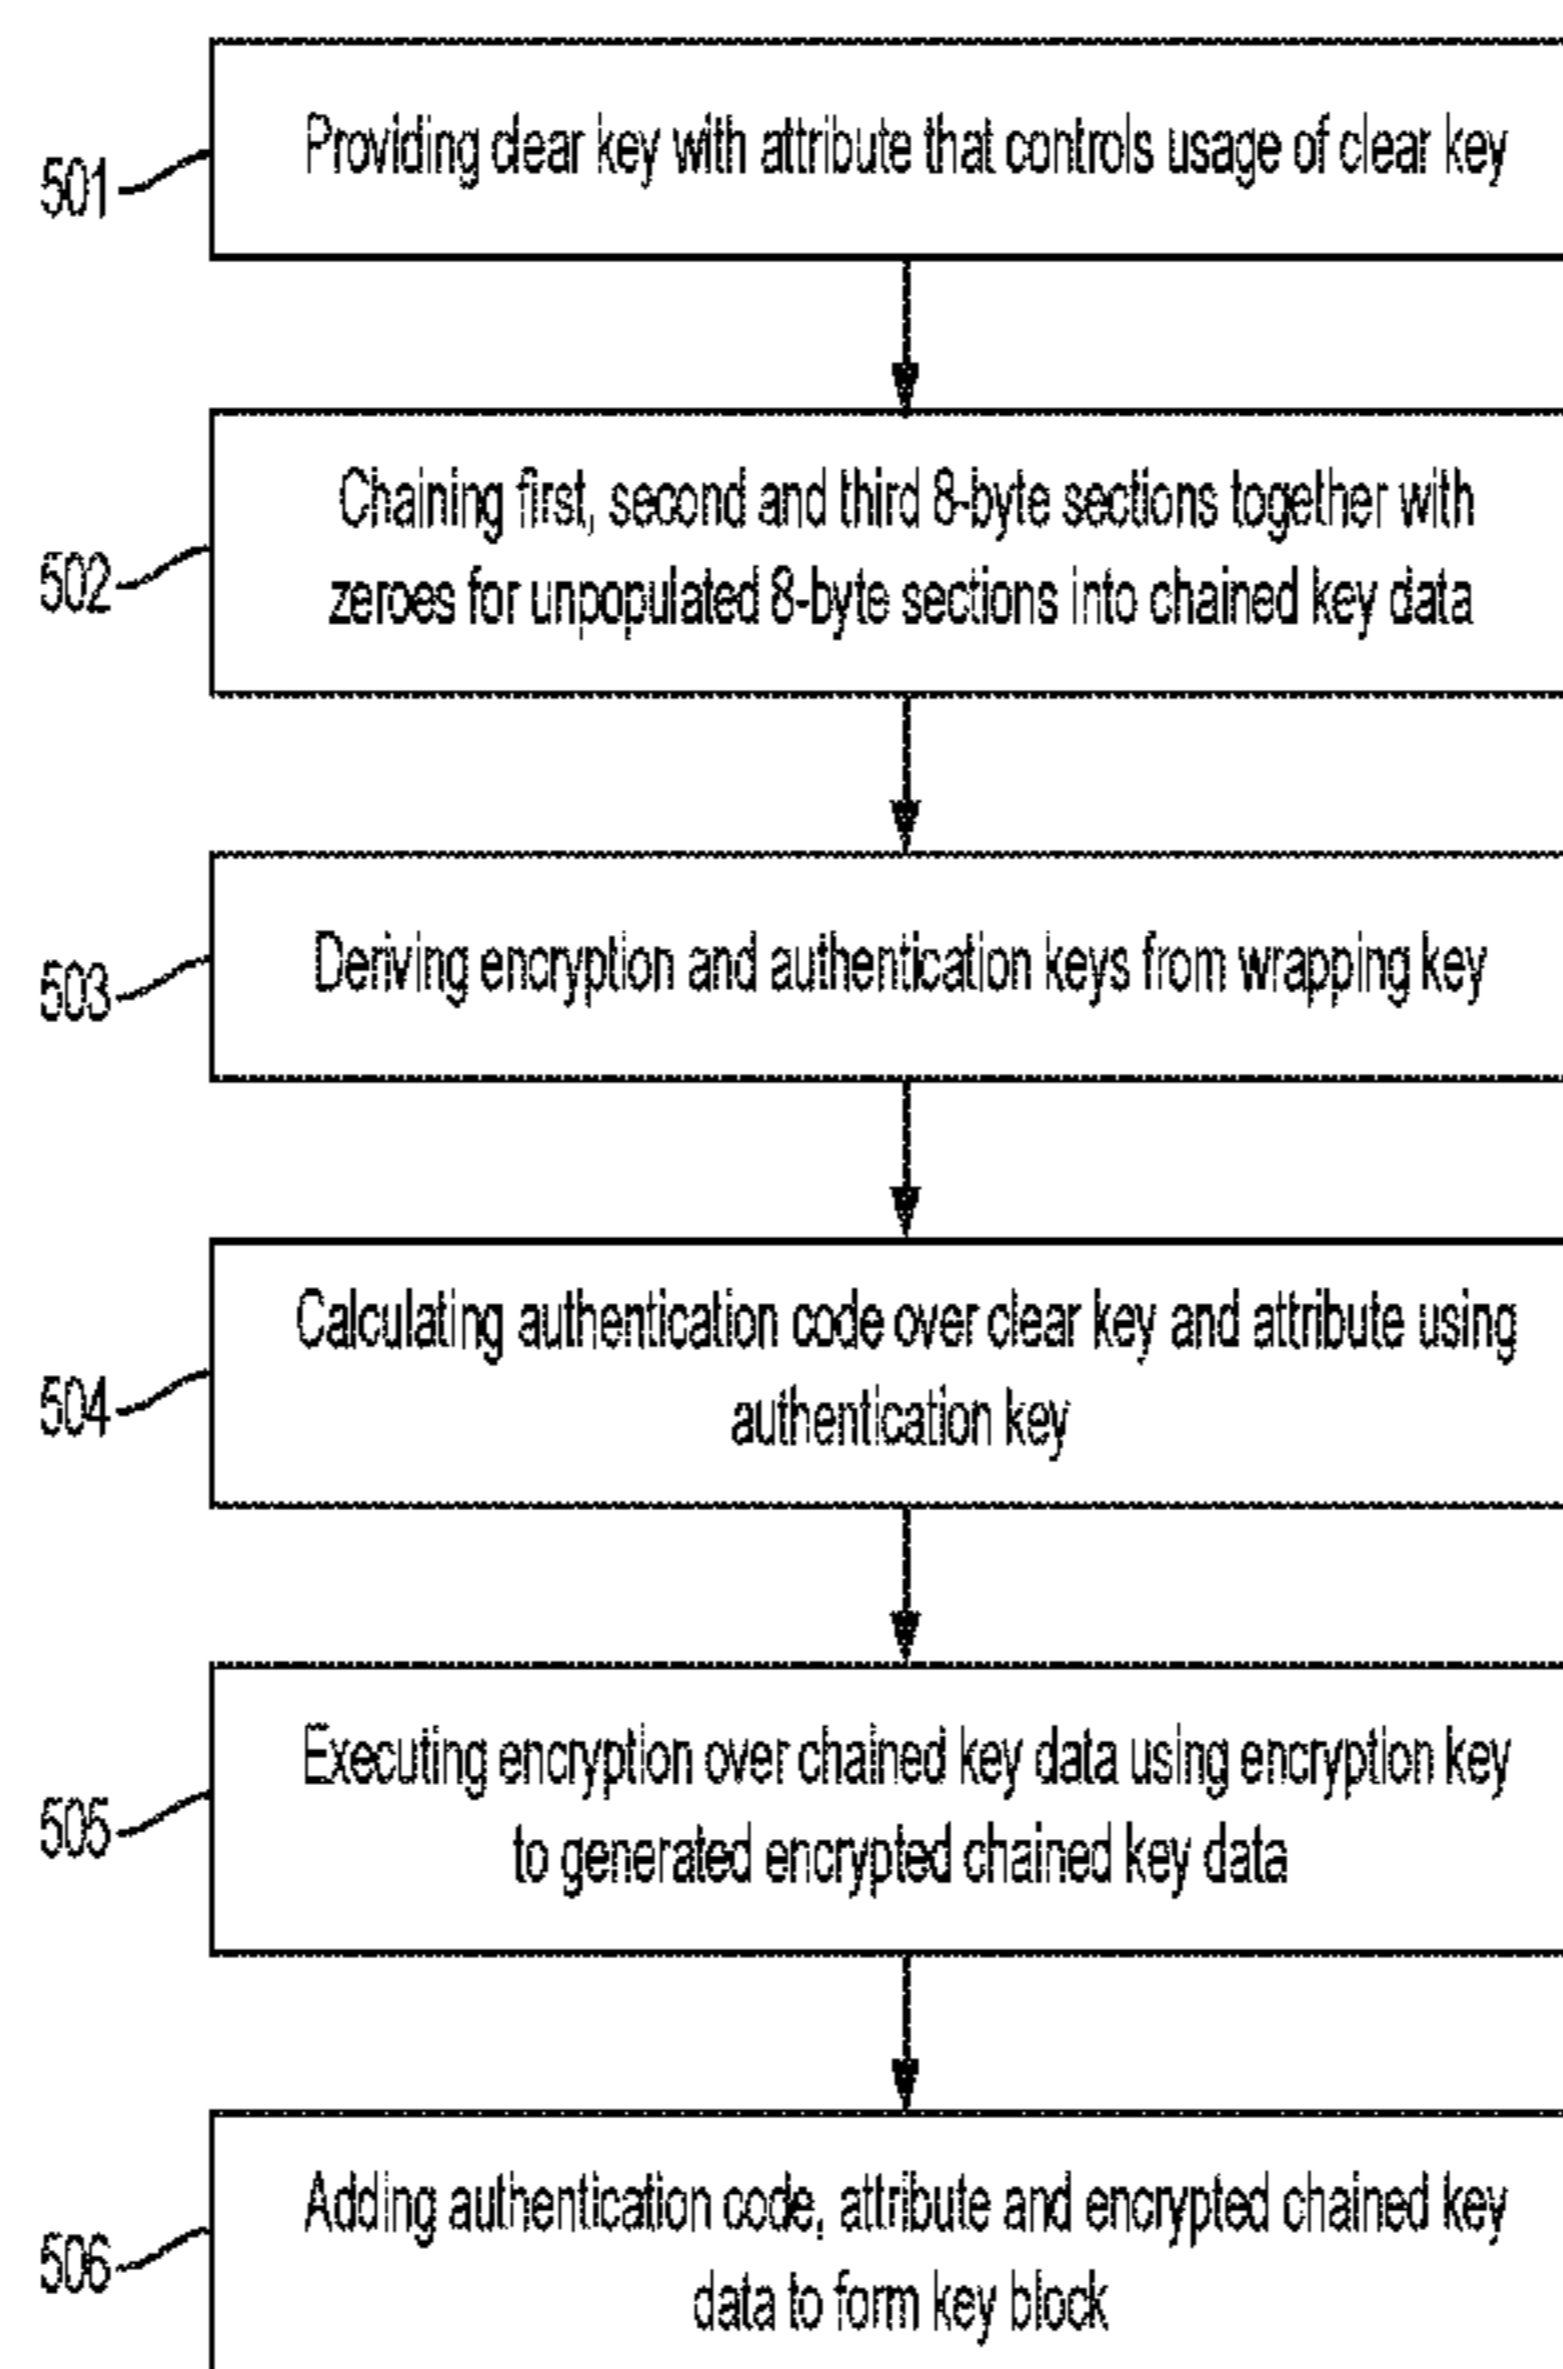 501
Providing clear key with attribute that controls usage of clear key
502
Chaining first, second and third 8-byte sections together with
zeroes for unpopulated 8-byte sections into chained key data
503
Deriving encryption and authentication keys from wrapping key
504
Calculating authentication code over clear key and attribute using
authentication key
505
Executing encryption over chained key data using encryption key
to generated encrypted chained key data
506
Adding authentication code, attribute and encrypted chained key
data to form key block